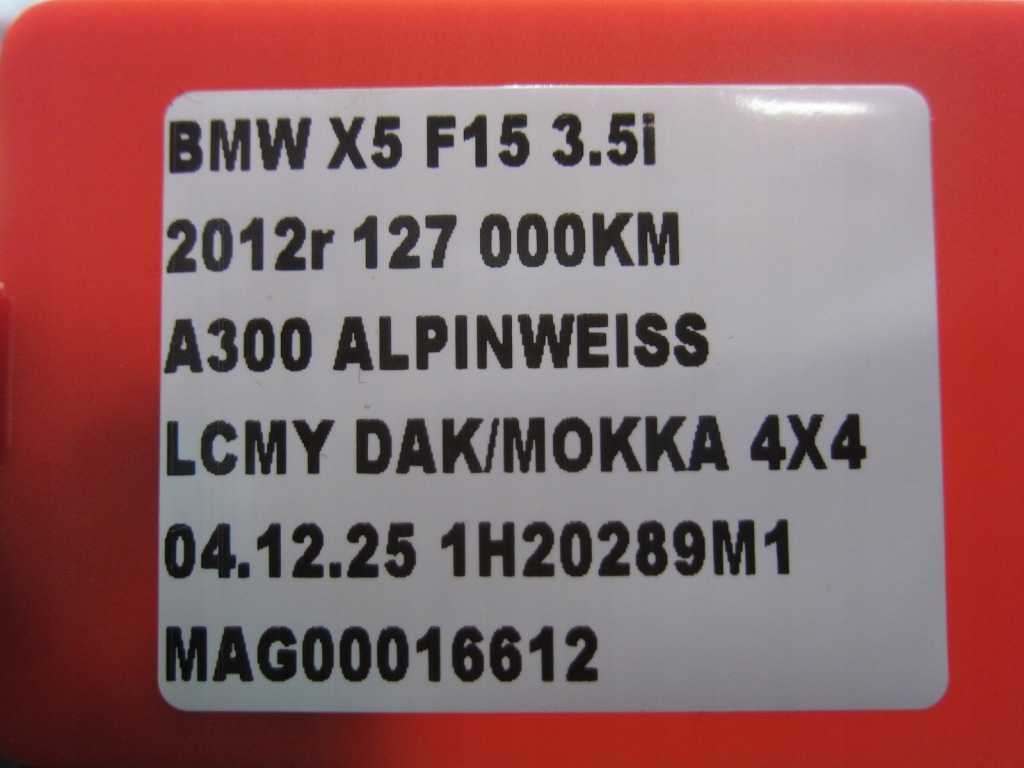 BMW X5 F15 3.5i
2012r 127 000KM
A300 ALPINWEISS
LCMY DAK/MOKKA 4X4
04.12.25 1H20289M1
MAG00016612